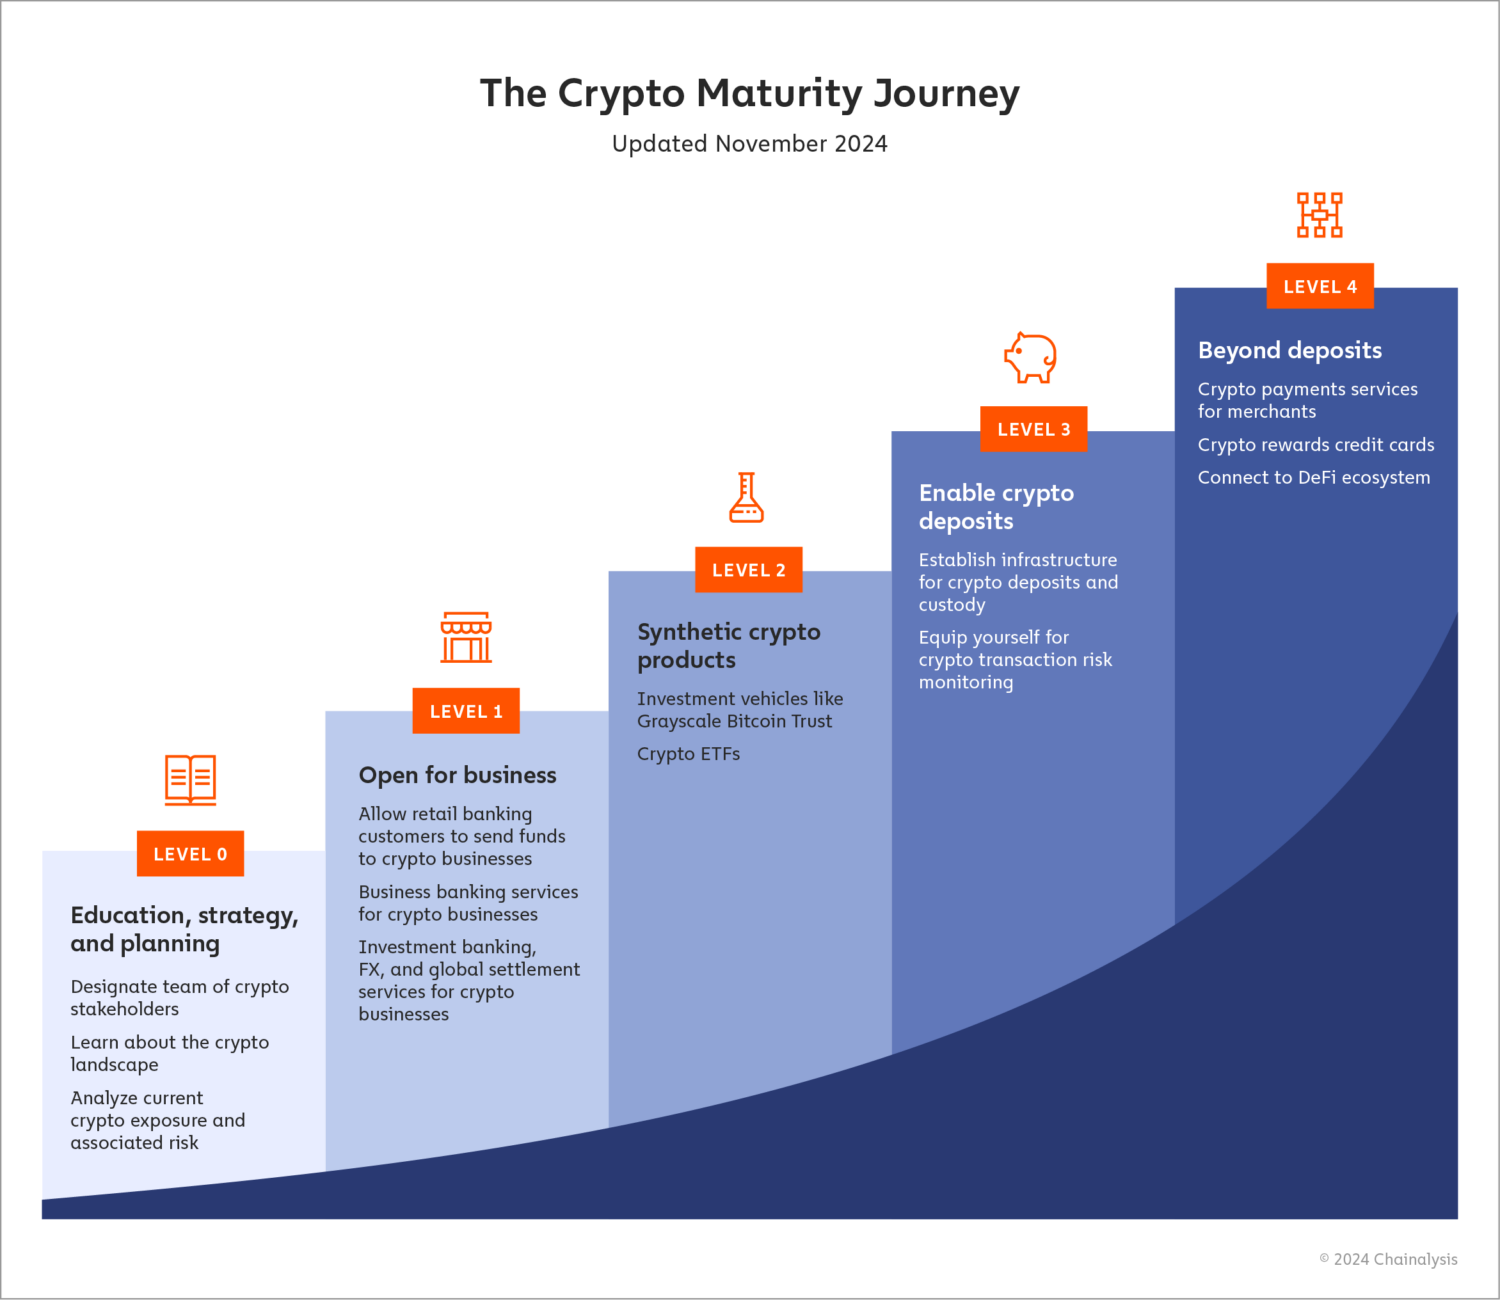 The Crypto Maturity Journey
Updated November 2024
LEVEL 0
Education, strategy,
and planning
Designate team of crypto
stakeholders
Learn about the crypto
landscape
Analyze current
crypto exposure and
associated risk
LEVEL 1
Open for business
Allow retail banking
customers to send funds
to crypto businesses
Business banking services
for crypto businesses
Investment banking,
FX, and global settlement
services for crypto
businesses
LEVEL 2
Synthetic crypto
products
Investment vehicles like
Grayscale Bitcoin Trust
Crypto ETFs
LEVEL 3
Enable crypto
deposits
Establish infrastructure
for crypto deposits and
custody
Equip yourself for
crypto transaction risk
monitoring
LEVEL 4
Beyond deposits
Crypto payments services
for merchants
Crypto rewards credit cards
Connect to DeFi ecosystem
© 2024 Chainalysis